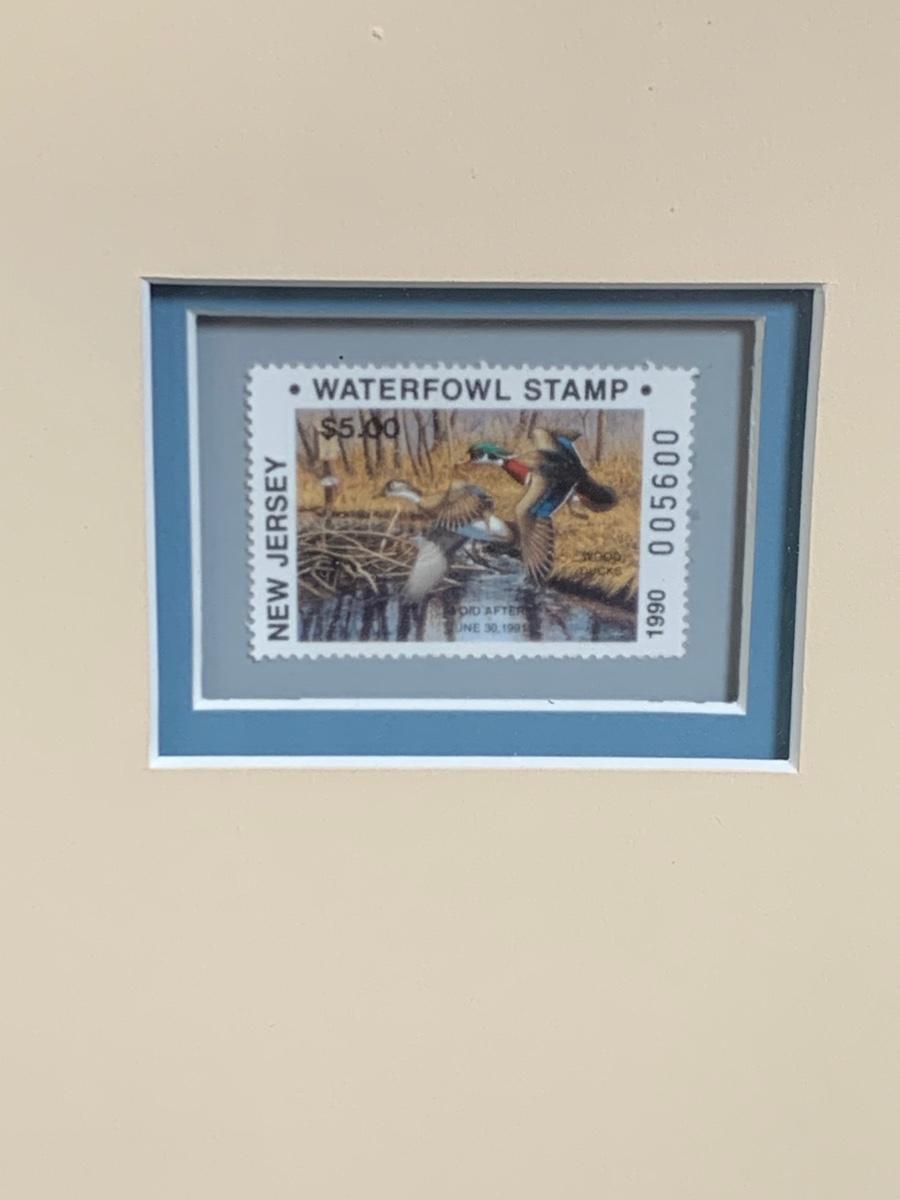 • WATERFOWL STAMP •
$5.00
NEW JERSEY
005600
WOOD
DUCKS
1990
VOID AFTER
JUNE 30, 1991